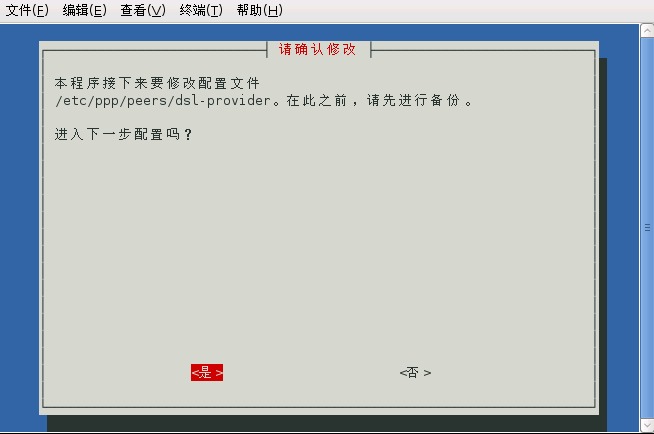 文件(F) 编辑(E) 查看(V) 终端(T) 帮助(H)
请确认修改
本程序接下来要修改配置文件
/etc/ppp/peers/dsl-provider。在此之前，请先进行备份。
进入下一步配置吗？
<是> <否>